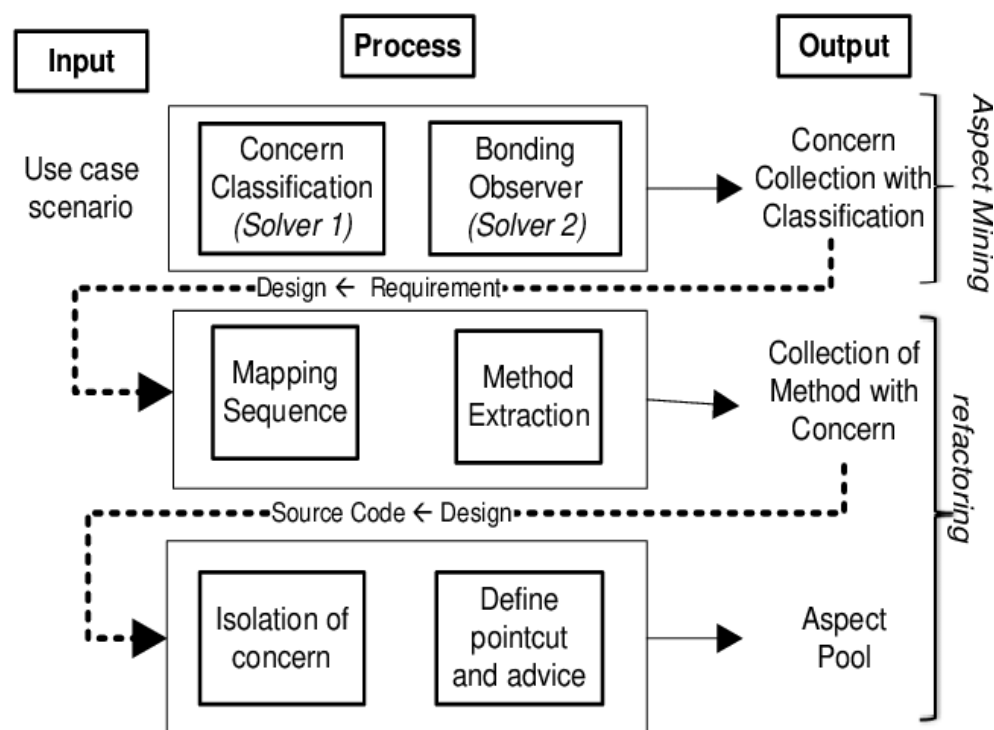 Input
Process
Output
Use case
scenario
Concern
Classification
(Solver 1)
Bonding
Observer
(Solver 2)
Concern
Collection with
Classification
Aspect Mining
Design ← Requirement
Mapping
Sequence
Method
Extraction
Collection of
Method with
Concern
refactoring
Source Code ← Design
Isolation of
concern
Define
pointcut
and advice
Aspect
Pool